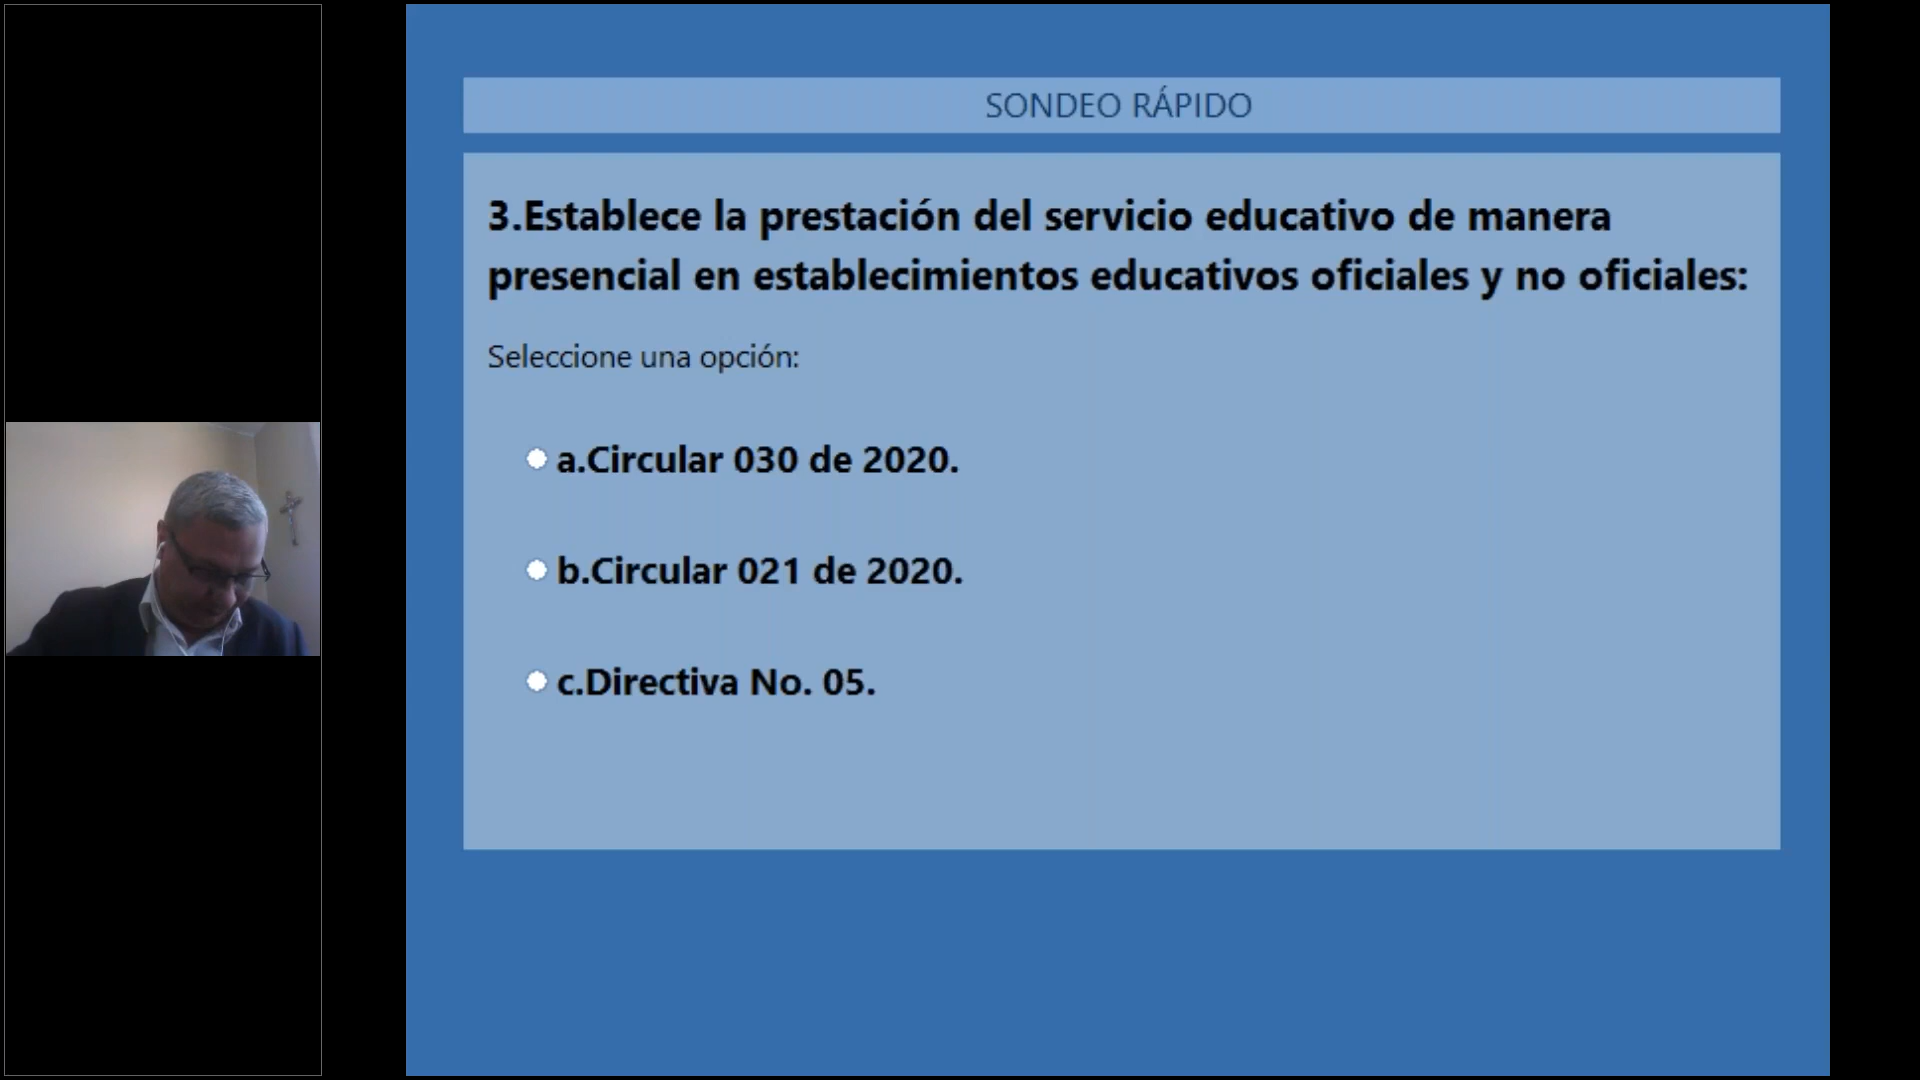 SONDEO RÁPIDO
3.Establece la prestación del servicio educativo de manera
presencial en establecimientos educativos oficiales y no oficiales:
Seleccione una opción:
a.Circular 030 de 2020.
b.Circular 021 de 2020.
c.Directiva No. 05.